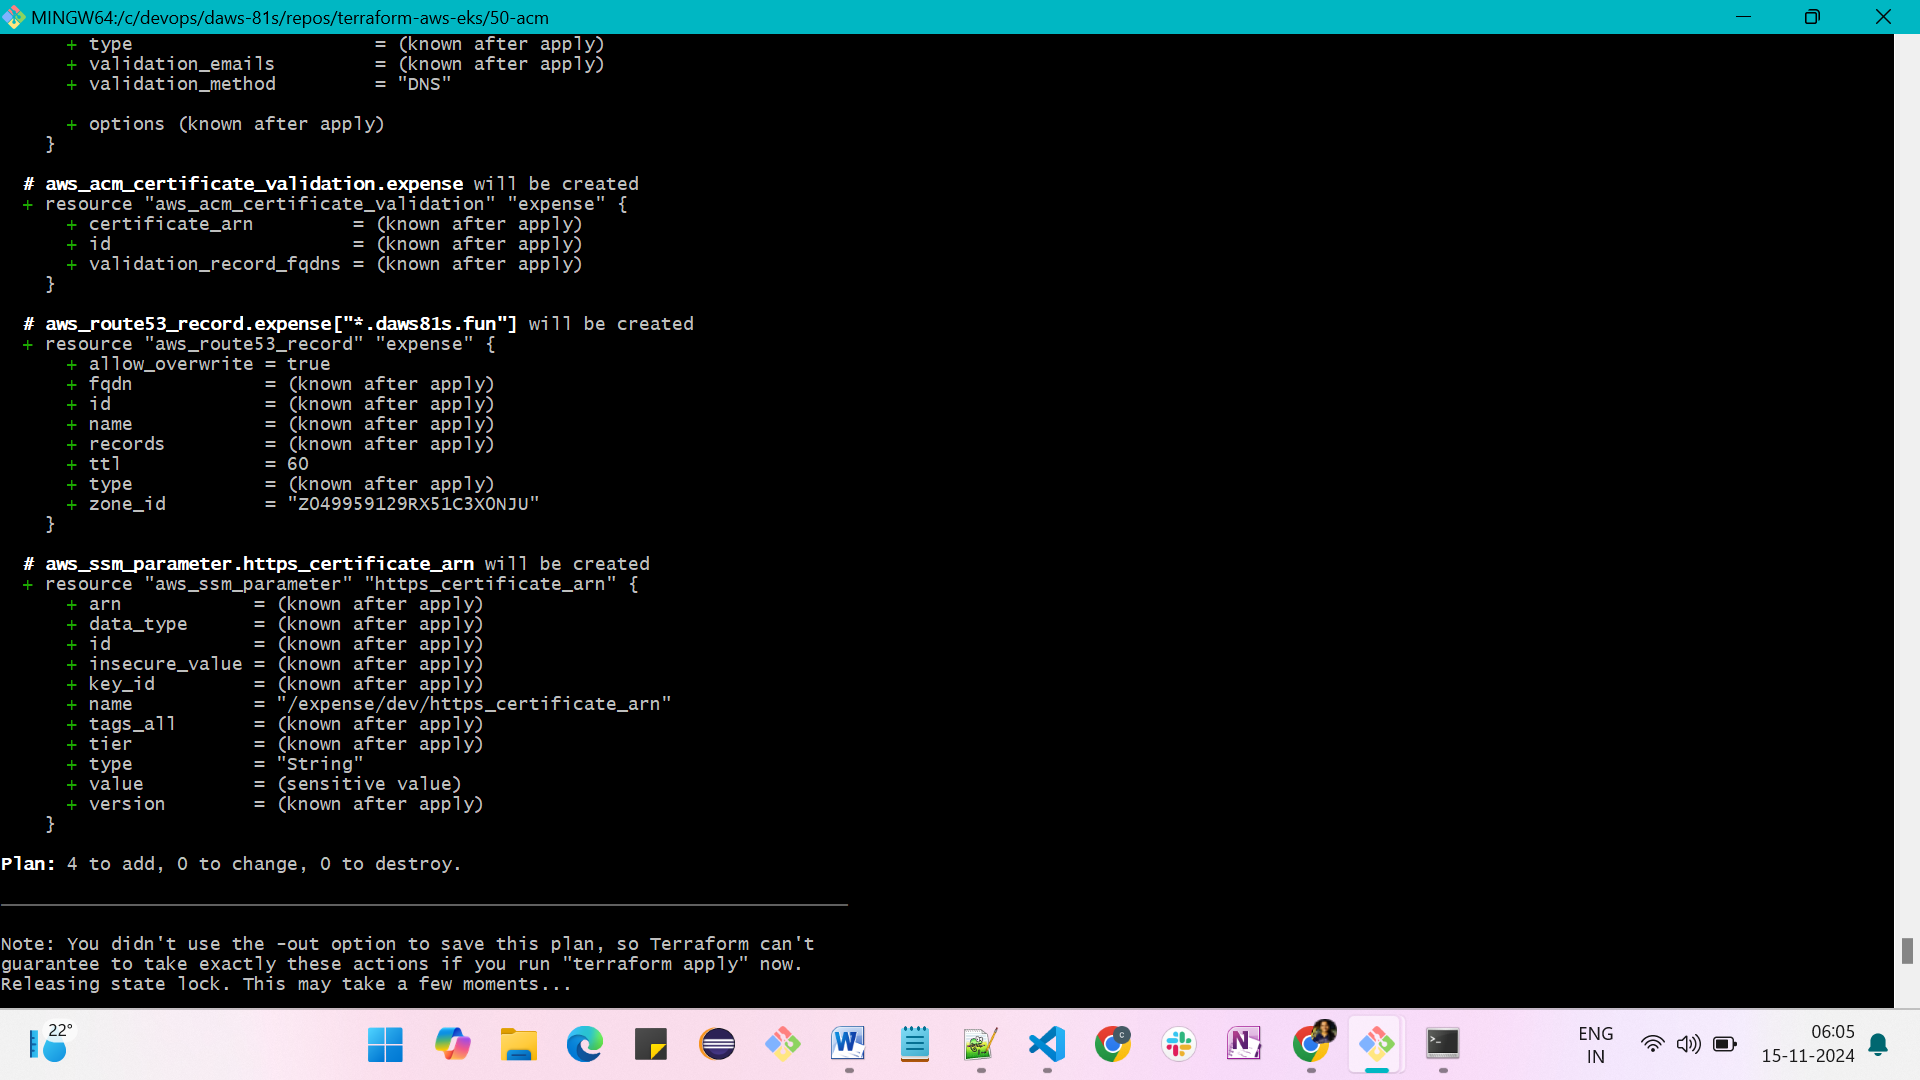 MINGW64:/c/devops/daws-81s/repos/terraform-aws-eks/50-acm
+ type = (known after apply)
+ validation_emails = (known after apply)
+ validation_method = "DNS"
+ options (known after apply)
}
# aws_acm_certificate_validation.expense will be created
+ resource "aws_acm_certificate_validation" "expense" {
+ certificate_arn = (known after apply)
+ id = (known after apply)
+ validation_record_fqdns = (known after apply)
}
# aws_route53_record.expense["*.daws81s.fun"] will be created
+ resource "aws_route53_record" "expense" {
+ allow_overwrite = true
+ fqdn = (known after apply)
+ id = (known after apply)
+ name = (known after apply)
+ records = (known after apply)
+ ttl = 60
+ type = (known after apply)
+ zone_id = "Z049959129RX51C3X0NJU"
}
# aws_ssm_parameter.https_certificate_arn will be created
+ resource "aws_ssm_parameter" "https_certificate_arn" {
+ arn = (known after apply)
+ data_type = (known after apply)
+ id = (known after apply)
+ insecure_value = (known after apply)
+ key_id = (known after apply)
+ name = "/expense/dev/https_certificate_arn"
+ tags_all = (known after apply)
+ tier = (known after apply)
+ type = "String"
+ value = (sensitive value)
+ version = (known after apply)
}
Plan: 4 to add, 0 to change, 0 to destroy.
Note: You didn't use the -out option to save this plan, so Terraform can't
guarantee to take exactly these actions if you run "terraform apply" now.
Releasing state lock. This may take a few moments...
22°
ENG
IN
06:05
15-11-2024